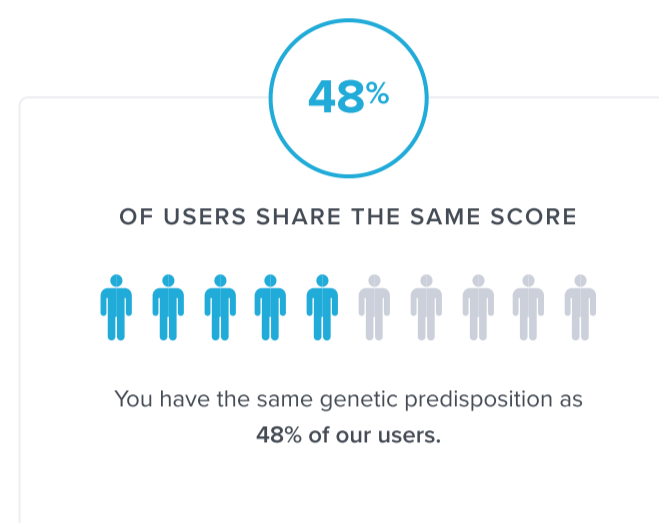 48%
OF USERS SHARE THE SAME SCORE
You have the same genetic predisposition as
48% of our users.